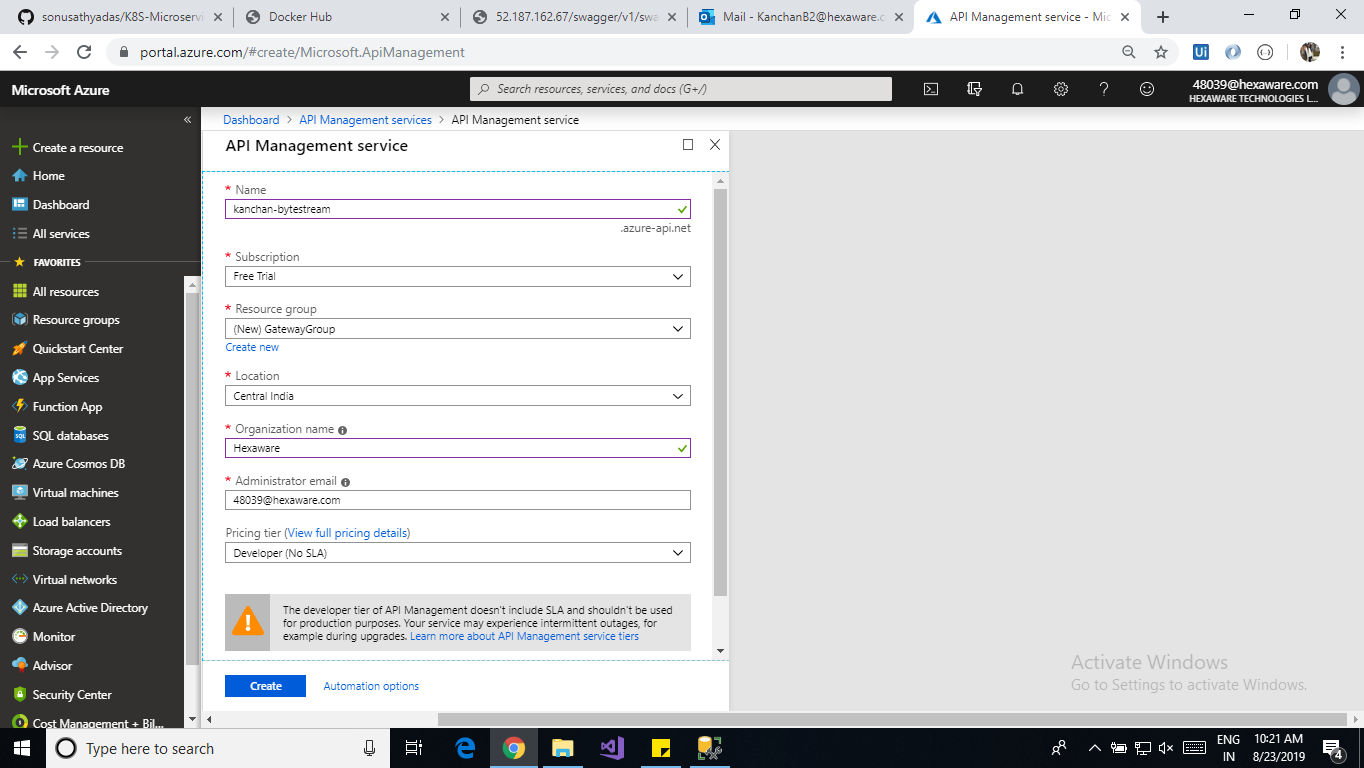 sonusathyadas/K8S-Microservi
Docker Hub
52.187.162.67/swagger/v1/swa
Mail - KanchanB2@hexaware.c
API Management service - Mic
portal.azure.com/#create/Microsoft.ApiManagement
Ui
Microsoft Azure
Search resources, services, and docs (G+/)
48039@hexaware.com
HEXAWARE TECHNOLOGIES L...
Create a resource
Home
Dashboard
All services
FAVORITES
All resources
Resource groups
Quickstart Center
App Services
Function App
SQL databases
Azure Cosmos DB
Virtual machines
Load balancers
Storage accounts
Virtual networks
Azure Active Directory
Monitor
Advisor
Security Center
Cost Management + Bil...
Dashboard > API Management services > API Management service
API Management service
* Name
kanchan-bytestream
.azure-api.net
* Subscription
Free Trial
* Resource group
(New) GatewayGroup
Create new
* Location
Central India
* Organization name
Hexaware
* Administrator email
48039@hexaware.com
Pricing tier (View full pricing details)
Developer (No SLA)
The developer tier of API Management doesn't include SLA and shouldn't be used
for production purposes. Your service may experience intermittent outages, for
example during upgrades. Learn more about API Management service tiers
Create
Automation options
Activate Windows
Go to Settings to activate Windows.
Type here to search
ENG
IN
10:21 AM
8/23/2019
4